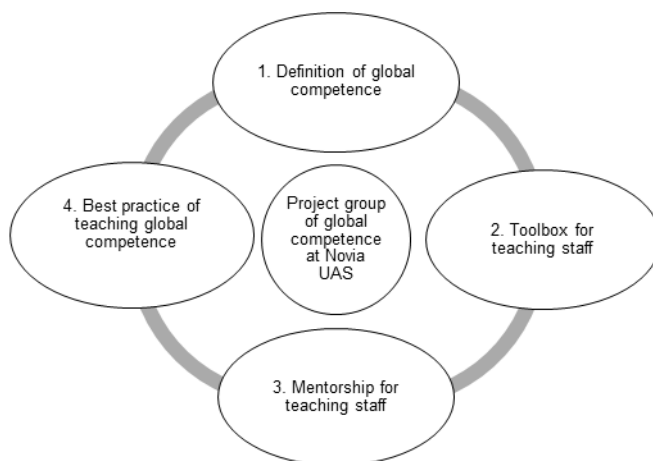 1. Definition of global
competence
2. Toolbox for
teaching staff
3. Mentorship for
teaching staff
4. Best practice of
teaching global
competence
Project group
of global
competence
at Novia
UAS